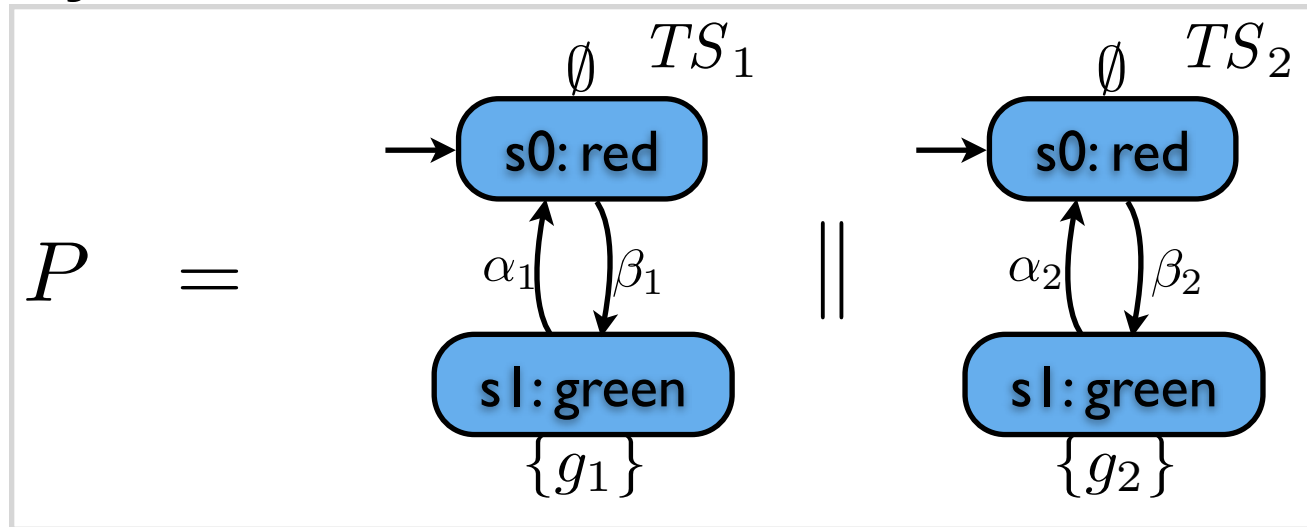 ∅ TS₁ ∅ TS₂
s0: red s0: red
P = α₁ β₁ || α₂ β₂
s1: green s1: green
{g₁} {g₂}